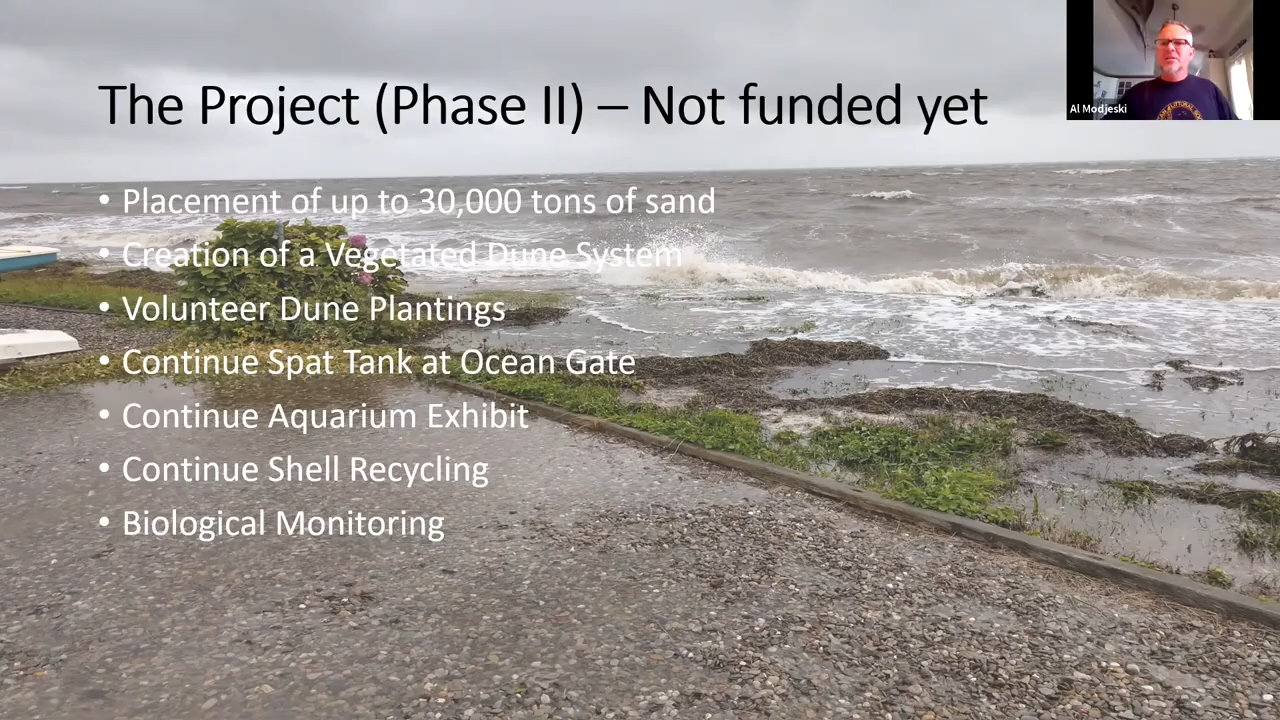 The Project (Phase II) – Not funded yet
Al Modjeski
• Placement of up to 30,000 tons of sand
• Creation of a Vegetated Dune System
• Volunteer Dune Plantings
• Continue Spat Tank at Ocean Gate
• Continue Aquarium Exhibit
• Continue Shell Recycling
• Biological Monitoring